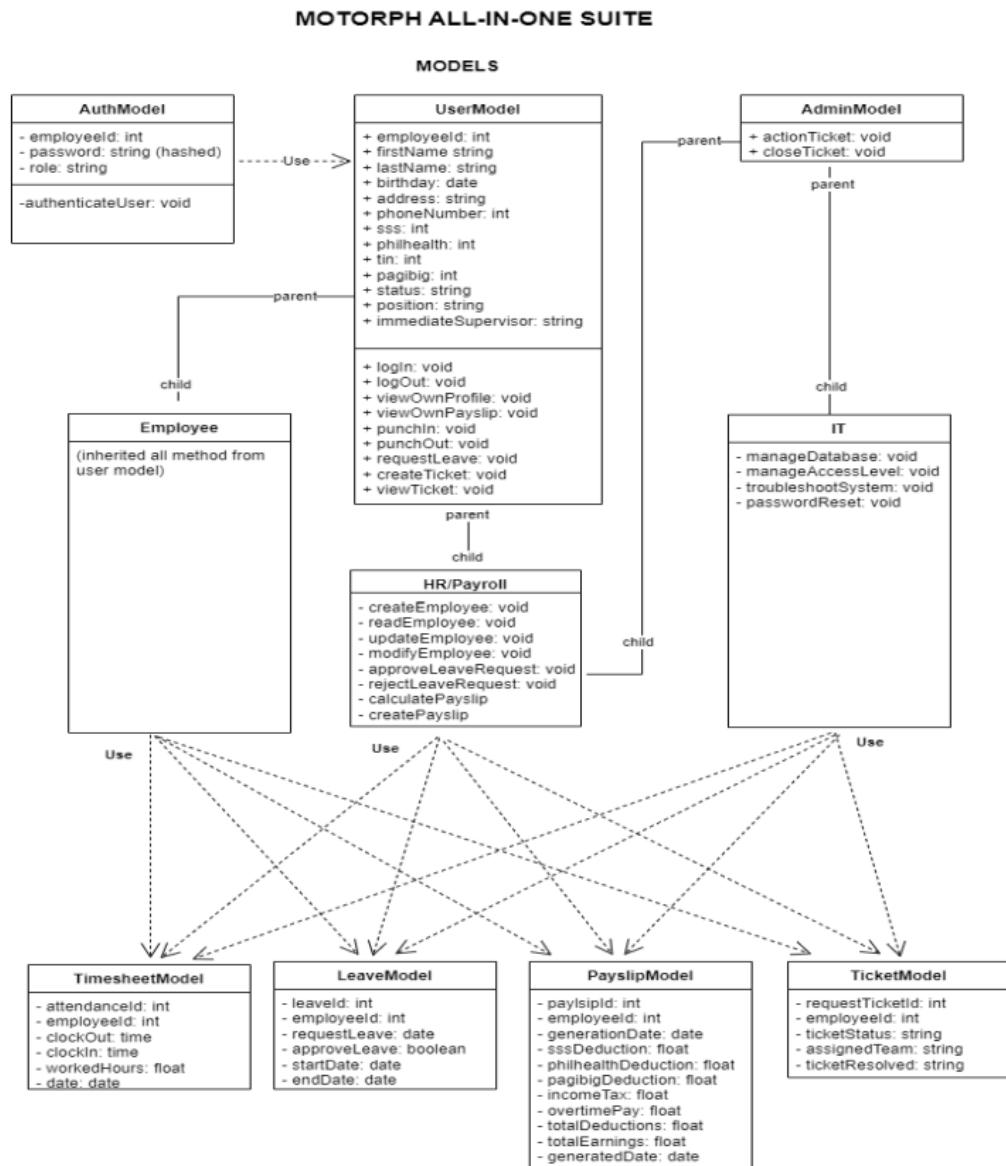 MOTORPH ALL-IN-ONE SUITE
MODELS
AuthModel
- employeeId: int
- password: string (hashed)
- role: string
-authenticateUser: void
Use
UserModel
+ employeeId: int
+ firstName string
+ lastName: string
+ birthday: date
+ address: string
+ phoneNumber: int
+ sss: int
+ philhealth: int
+ tin: int
+ pagibig: int
+ status: string
+ position: string
+ immediateSupervisor: string
+ logIn: void
+ logOut: void
+ viewOwnProfile: void
+ viewOwnPayslip: void
+ punchIn: void
+ punchOut: void
+ requestLeave: void
+ createTicket: void
+ viewTicket: void
AdminModel
+ actionTicket: void
+ closeTicket: void
parent
parent
parent
child
child
Employee
(inherited all method from
user model)
IT
- manageDatabase: void
- manageAccessLevel: void
- troubleshootSystem: void
- passwordReset: void
parent
child
HR/Payroll
- createEmployee: void
- readEmployee: void
- updateEmployee: void
- modifyEmployee: void
- approveLeaveRequest: void
- rejectLeaveRequest: void
- calculatePayslip
- createPayslip
child
Use
Use
Use
TimesheetModel
- attendanceId: int
- employeeId: int
- clockOut: time
- clockIn: time
- workedHours: float
- date: date
LeaveModel
- leaveId: int
- employeeId: int
- requestLeave: date
- approveLeave: boolean
- startDate: date
- endDate: date
PayslipModel
- paylsipId: int
- employeeId: int
- generationDate: date
- sssDeduction: float
- philhealthDeduction: float
- pagibigDeduction: float
- incomeTax: float
- overtimePay: float
- totalDeductions: float
- totalEarnings: float
- generatedDate: date
TicketModel
- requestTicketId: int
- employeeId: int
- ticketStatus: string
- assignedTeam: string
- ticketResolved: string